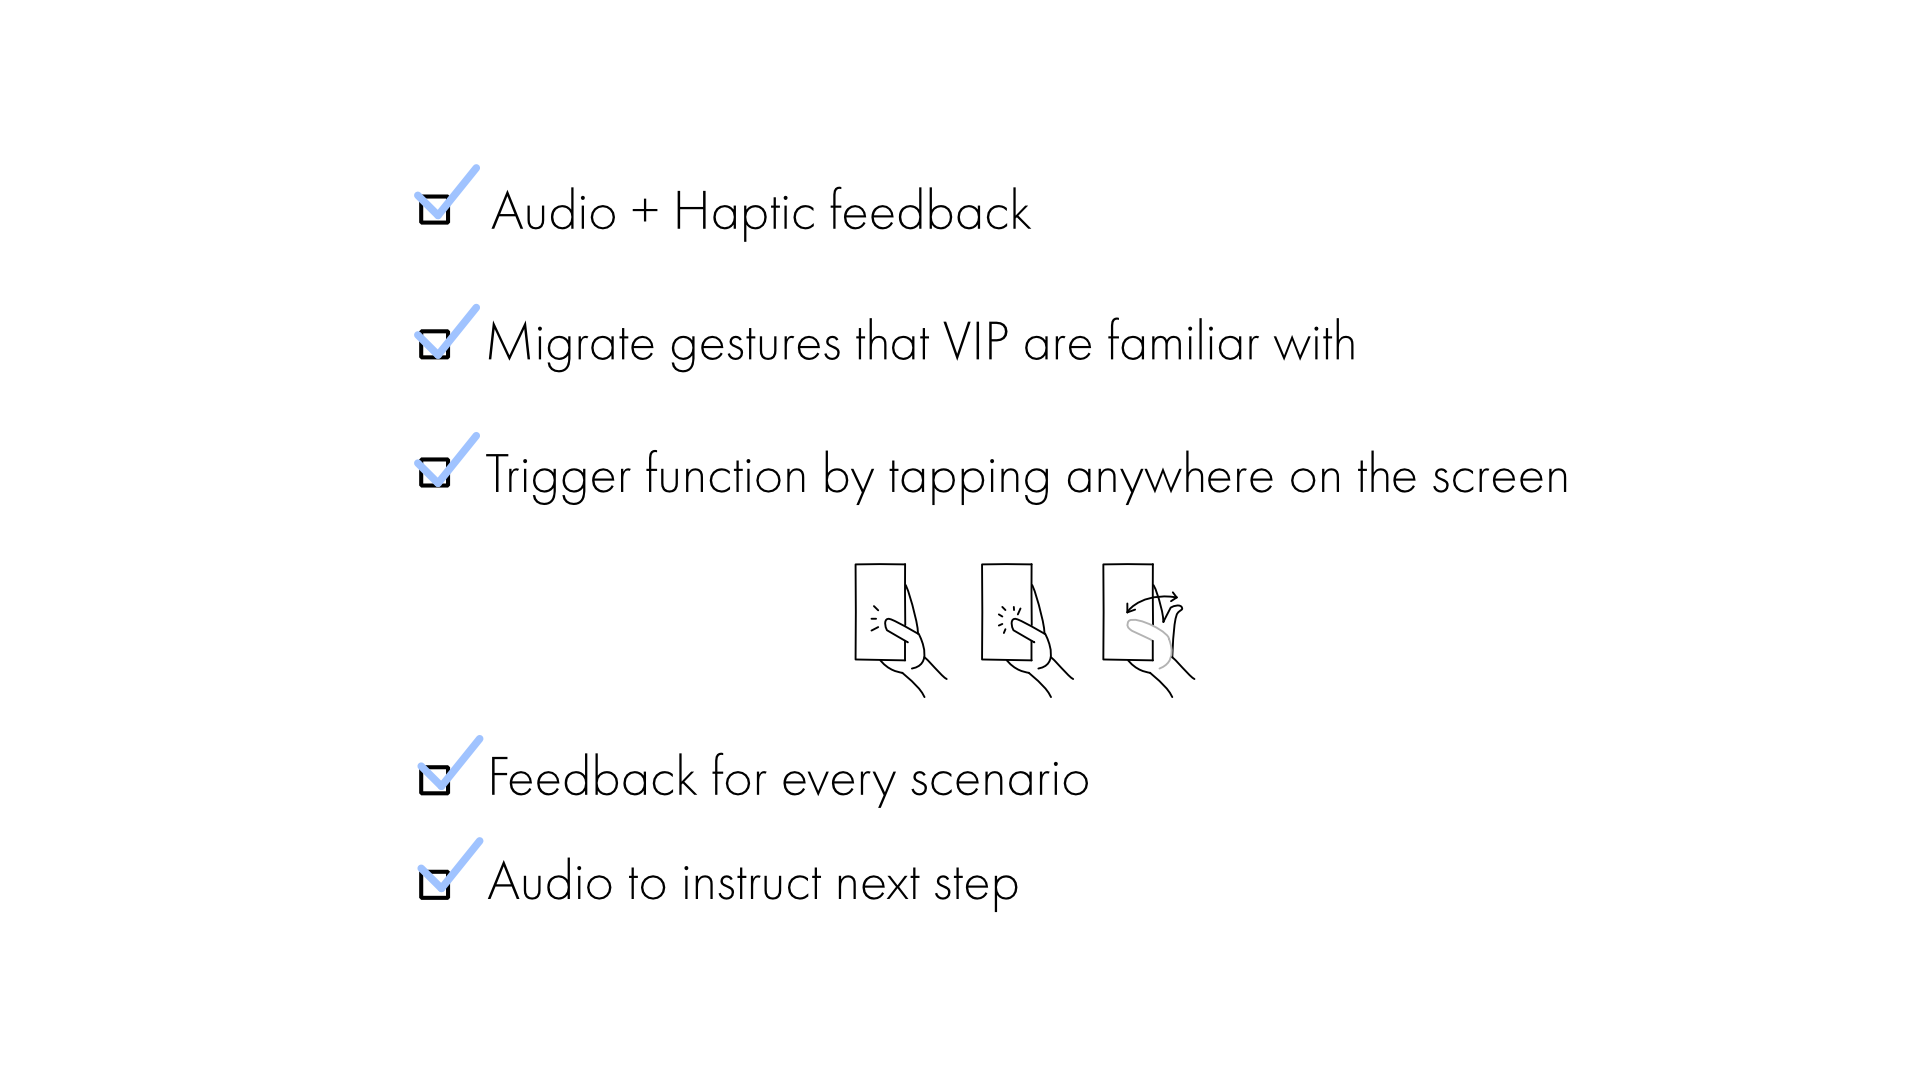 Audio + Haptic feedback
Migrate gestures that VIP are familiar with
Trigger function by tapping anywhere on the screen
Feedback for every scenario
Audio to instruct next step